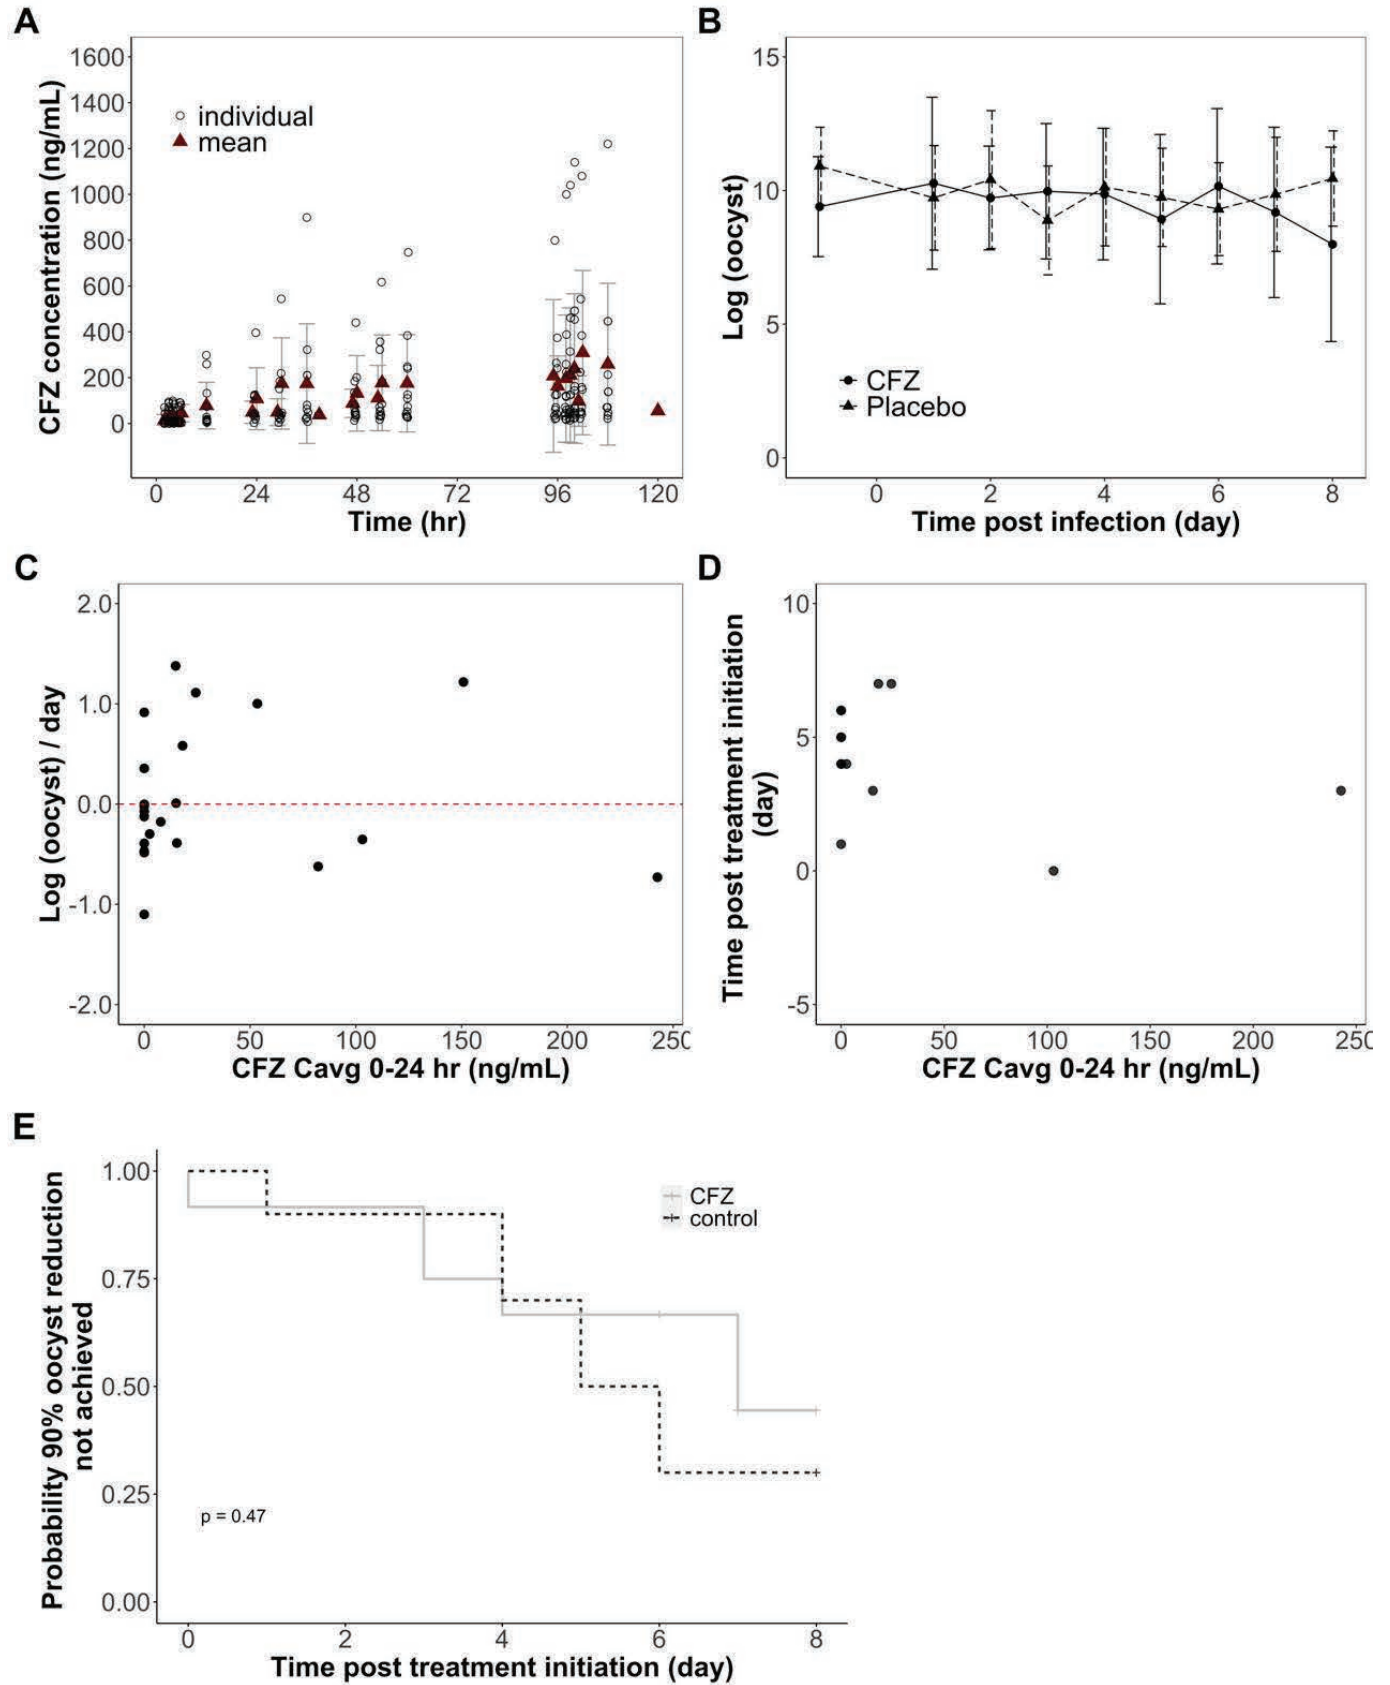 A
CFZ concentration (ng/mL)
1600
1400
1200
1000
800
600
400
200
0
individual
mean
0 24 48 72 96 120
Time (hr)
B
Log (oocyst)
15
10
5
0
CFZ
Placebo
0 2 4 6 8
Time post infection (day)
C
Log (oocyst) / day
2.0
1.0
0.0
-1.0
-2.0
0 50 100 150 200 250
CFZ Cavg 0-24 hr (ng/mL)
D
Time post treatment initiation
(day)
10
5
0
-5
0 50 100 150 200 250
CFZ Cavg 0-24 hr (ng/mL)
E
Probability 90% oocyst reduction
not achieved
1.00
0.75
0.50
0.25
0.00
CFZ
control
p = 0.47
0 2 4 6 8
Time post treatment initiation (day)